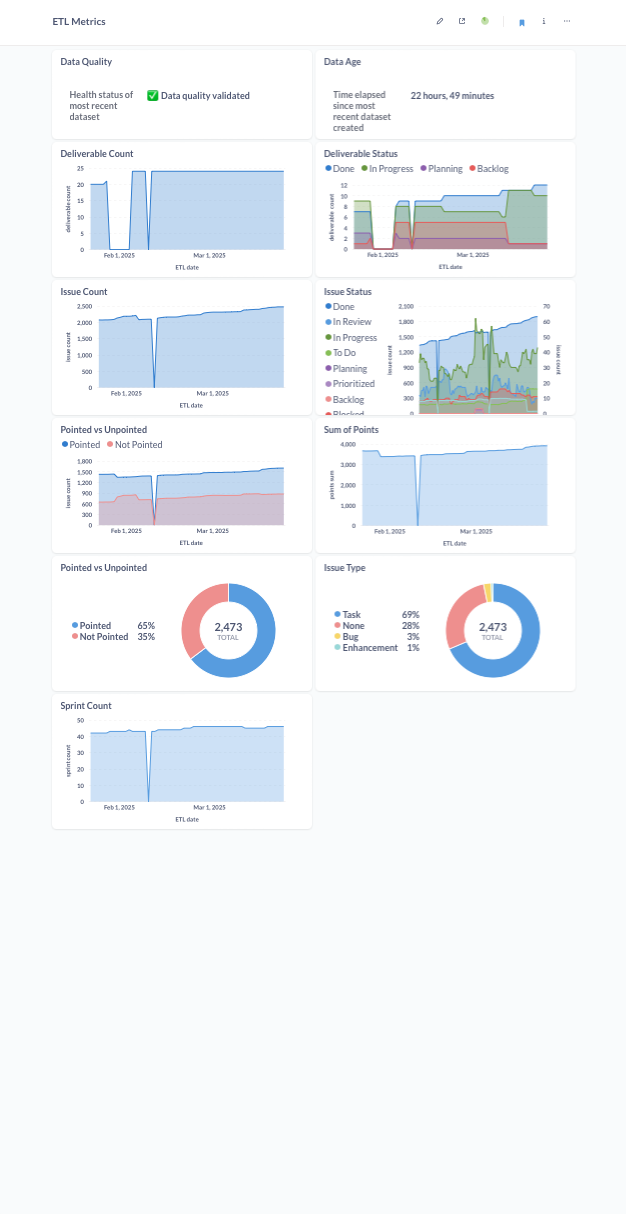 ETL Metrics
Data Quality
Health status of
most recent
dataset
✅ Data quality validated
Data Age
Time elapsed
since most
recent dataset
created
22 hours, 49 minutes
Deliverable Count
25
20
15
10
5
0
deliverable count
Feb 1, 2025
Mar 1, 2025
ETL date
Deliverable Status
Done
In Progress
Planning
Backlog
12
10
8
6
4
2
0
deliverable count
Feb 1, 2025
Mar 1, 2025
ETL date
Issue Count
2,500
2,000
1,500
1,000
500
0
issue count
Feb 1, 2025
Mar 1, 2025
ETL date
Issue Status
Done
In Review
In Progress
To Do
Planning
Prioritized
Backlog
Blocked
2,100
1,800
1,500
1,200
900
600
300
0
issue count
70
60
50
40
30
20
10
0
issue count
Pointed vs Unpointed
Pointed
Not Pointed
1,800
1,500
1,200
900
600
300
0
issue count
Feb 1, 2025
Mar 1, 2025
ETL date
Sum of Points
4,000
3,000
2,000
1,000
0
points sum
Feb 1, 2025
Mar 1, 2025
ETL date
Pointed vs Unpointed
Pointed 65%
Not Pointed 35%
2,473
TOTAL
Issue Type
Task 69%
None 28%
Bug 3%
Enhancement 1%
2,473
TOTAL
Sprint Count
50
40
30
20
10
0
sprint count
Feb 1, 2025
Mar 1, 2025
ETL date